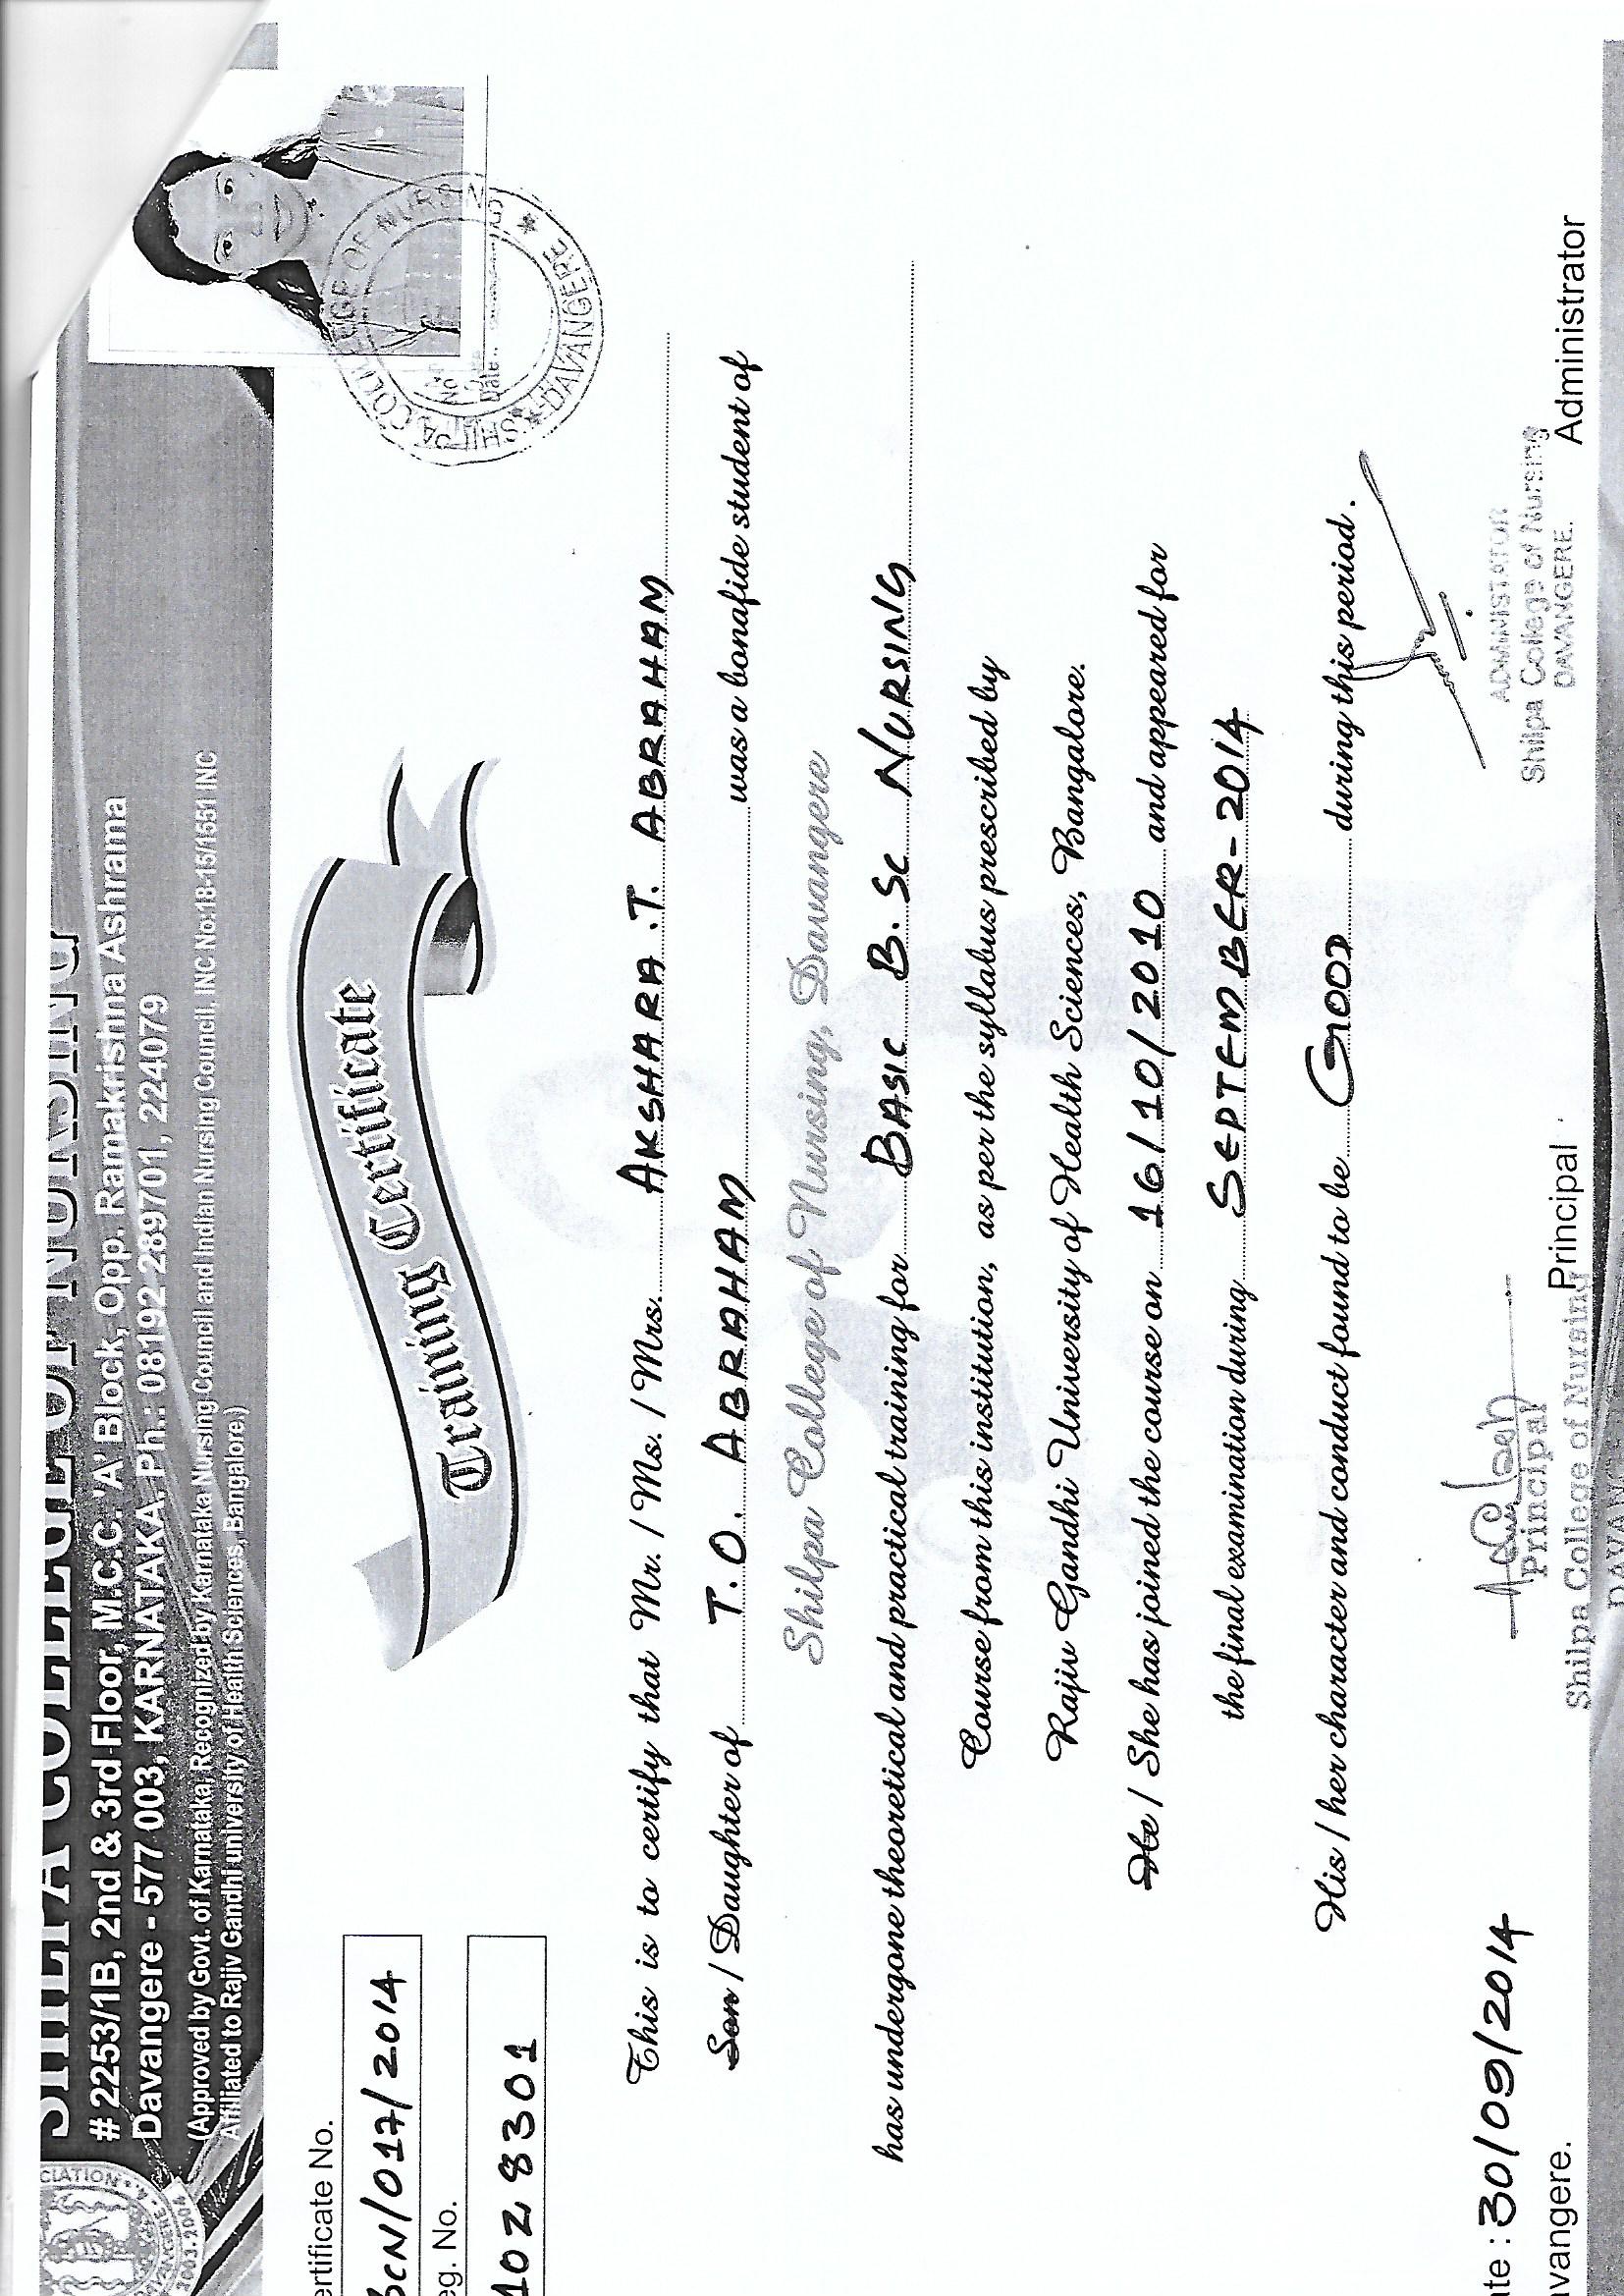 SHILPA COLLEGE OF NURSING
# 2253/1B, 2nd & 3rd Floor, M.C.C. 'A' Block, Opp. Ramakrishna Ashrama
Davangere - 577 003, KARNATAKA. Ph.: 08192 269701, 224079
(Approved by Govt. of Karnataka, Recognized by Karnataka Nursing Council and Indian Nursing Council, INC No:18-15/1651 INC
Affiliated to Rajiv Gandhi university of Health Sciences, Bangalore.)
CIATION
ertificate No.
CN/017/2014
eg. No.
1028301
Training Certificate
SHILPA COLLEGE OF NURSING
DAVANGERE
This is to certify that Mr. / Ms. / Mrs. AKSHARA .T. ABRAHAM
Son / Daughter of T.O. ABRAHAM was a bonafide student of
Shilpa College of Nursing, Davangere
has undergone theoretical and practical training for BASIC B. SC NURSING
Course from this institution, as per the syllabus prescribed by
Rajiv Gandhi University of Health Sciences, Bangalore.
He / She has joined the course on 16/10/2010 and appeared for
the final examination during SEPTEMBER-2014
His / her character and conduct found to be GOOD during this period.
ate : 30/09/2014
avangere.
Principal
Principal
Shilpa College of Nursing
ADMINISTATOR
Shilpa College of Nursing
DAVANGERE.
Administrator